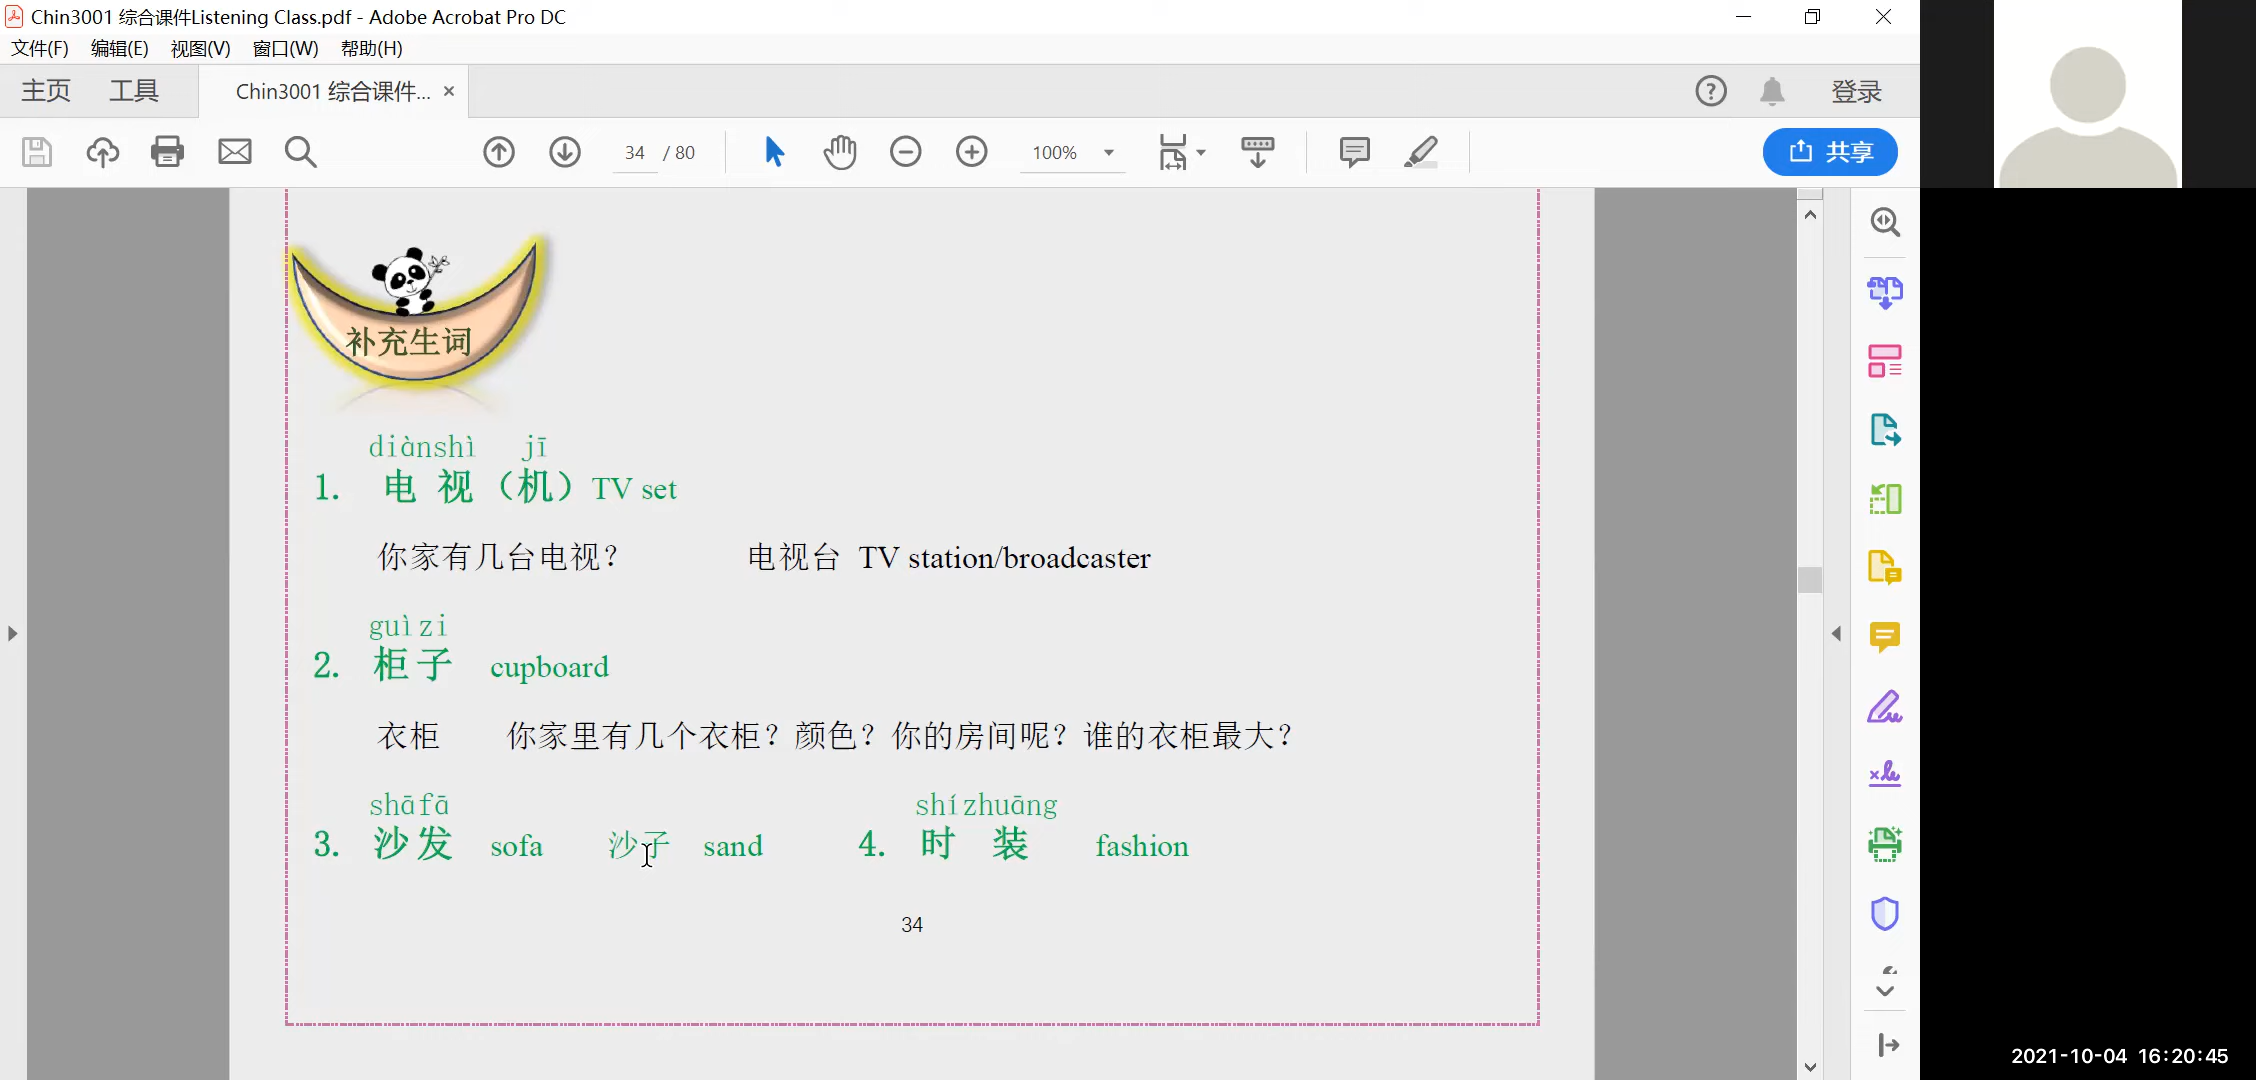 Chin3001 综合课件Listening Class.pdf - Adobe Acrobat Pro DC
文件(F) 编辑(E) 视图(V) 窗口(W) 帮助(H)
主页 工具 Chin3001 综合课件... × 登录
34 / 80 100% 共享
补充生词
diànshì jī
1. 电 视（机）TV set
你家有几台电视？ 电视台 TV station/broadcaster
guìzi
2. 柜子 cupboard
衣柜 你家里有几个衣柜？颜色？你的房间呢？谁的衣柜最大？
shāfā shízhuāng
3. 沙发 sofa 沙子 sand 4. 时 装 fashion
34
2021-10-04 16:20:45